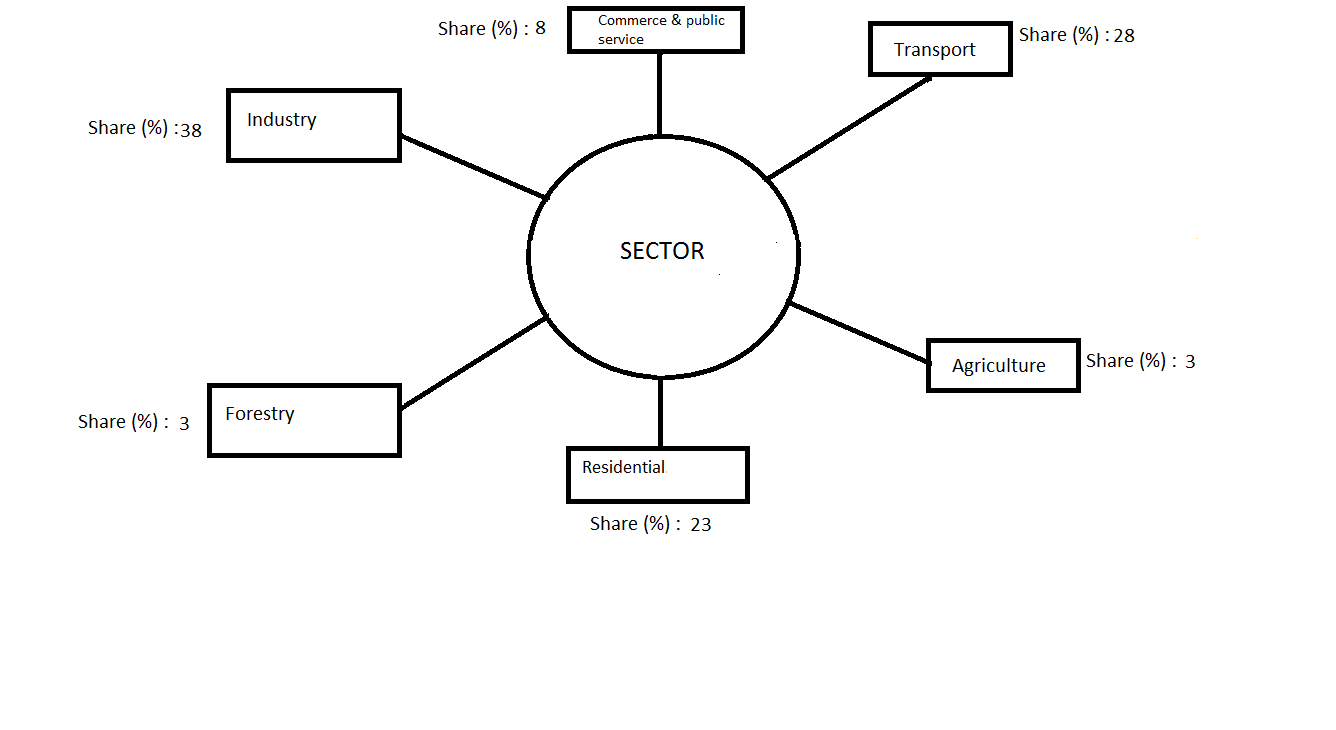 Share (%) : 8
Commerce & public
service
Transport
Share (%) : 28
Share (%) : 38
Industry
SECTOR
Agriculture
Share (%) : 3
Share (%) : 3
Forestry
Residential
Share (%) : 23